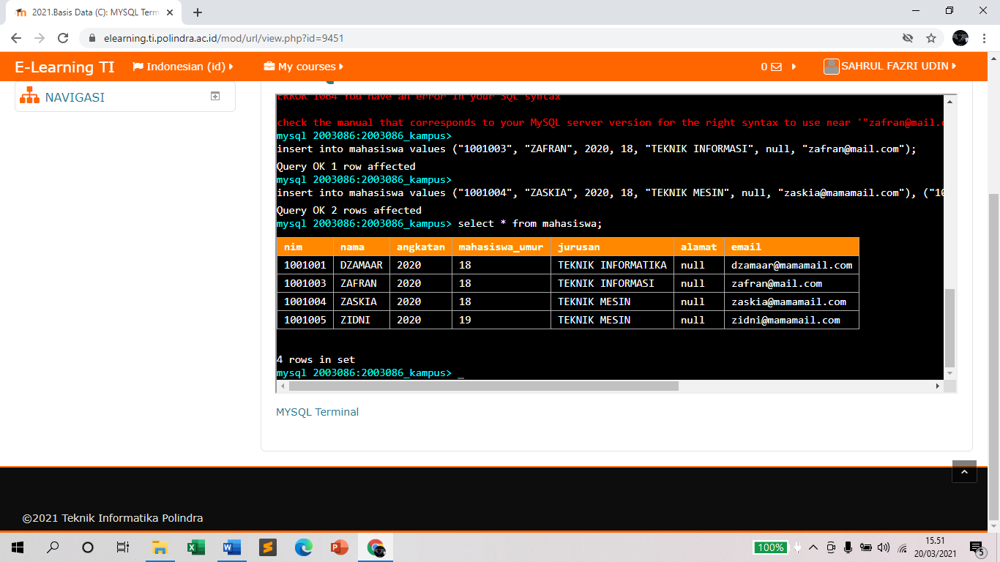 2021.Basis Data (C): MYSQL Term
elearning.ti.polindra.ac.id/mod/url/view.php?id=9451
E-Learning TI Indonesian (id) My courses 0 SAHRUL FAZRI UDIN
NAVIGASI
ERROR 1064 You have an error in your SQL syntax
check the manual that corresponds to your MySQL server version for the right syntax to use near '"zafran@mail.
mysql 2003086:2003086_kampus>
insert into mahasiswa values ("1001003", "ZAFRAN", 2020, 18, "TEKNIK INFORMASI", null, "zafran@mail.com");
Query OK 1 row affected
mysql 2003086:2003086_kampus>
insert into mahasiswa values ("1001004", "ZASKIA", 2020, 18, "TEKNIK MESIN", null, "zaskia@mamamail.com"), ("10
Query OK 2 rows affected
mysql 2003086:2003086_kampus> select * from mahasiswa;
nim nama angkatan mahasiswa_umur jurusan alamat email
1001001 DZAMAAR 2020 18 TEKNIK INFORMATIKA null dzamaar@mamamail.com
1001003 ZAFRAN 2020 18 TEKNIK INFORMASI null zafran@mail.com
1001004 ZASKIA 2020 18 TEKNIK MESIN null zaskia@mamamail.com
1001005 ZIDNI 2020 19 TEKNIK MESIN null zidni@mamamail.com
4 rows in set
mysql 2003086:2003086_kampus> _
MYSQL Terminal
©2021 Teknik Informatika Polindra
100%
15.51
20/03/2021
5